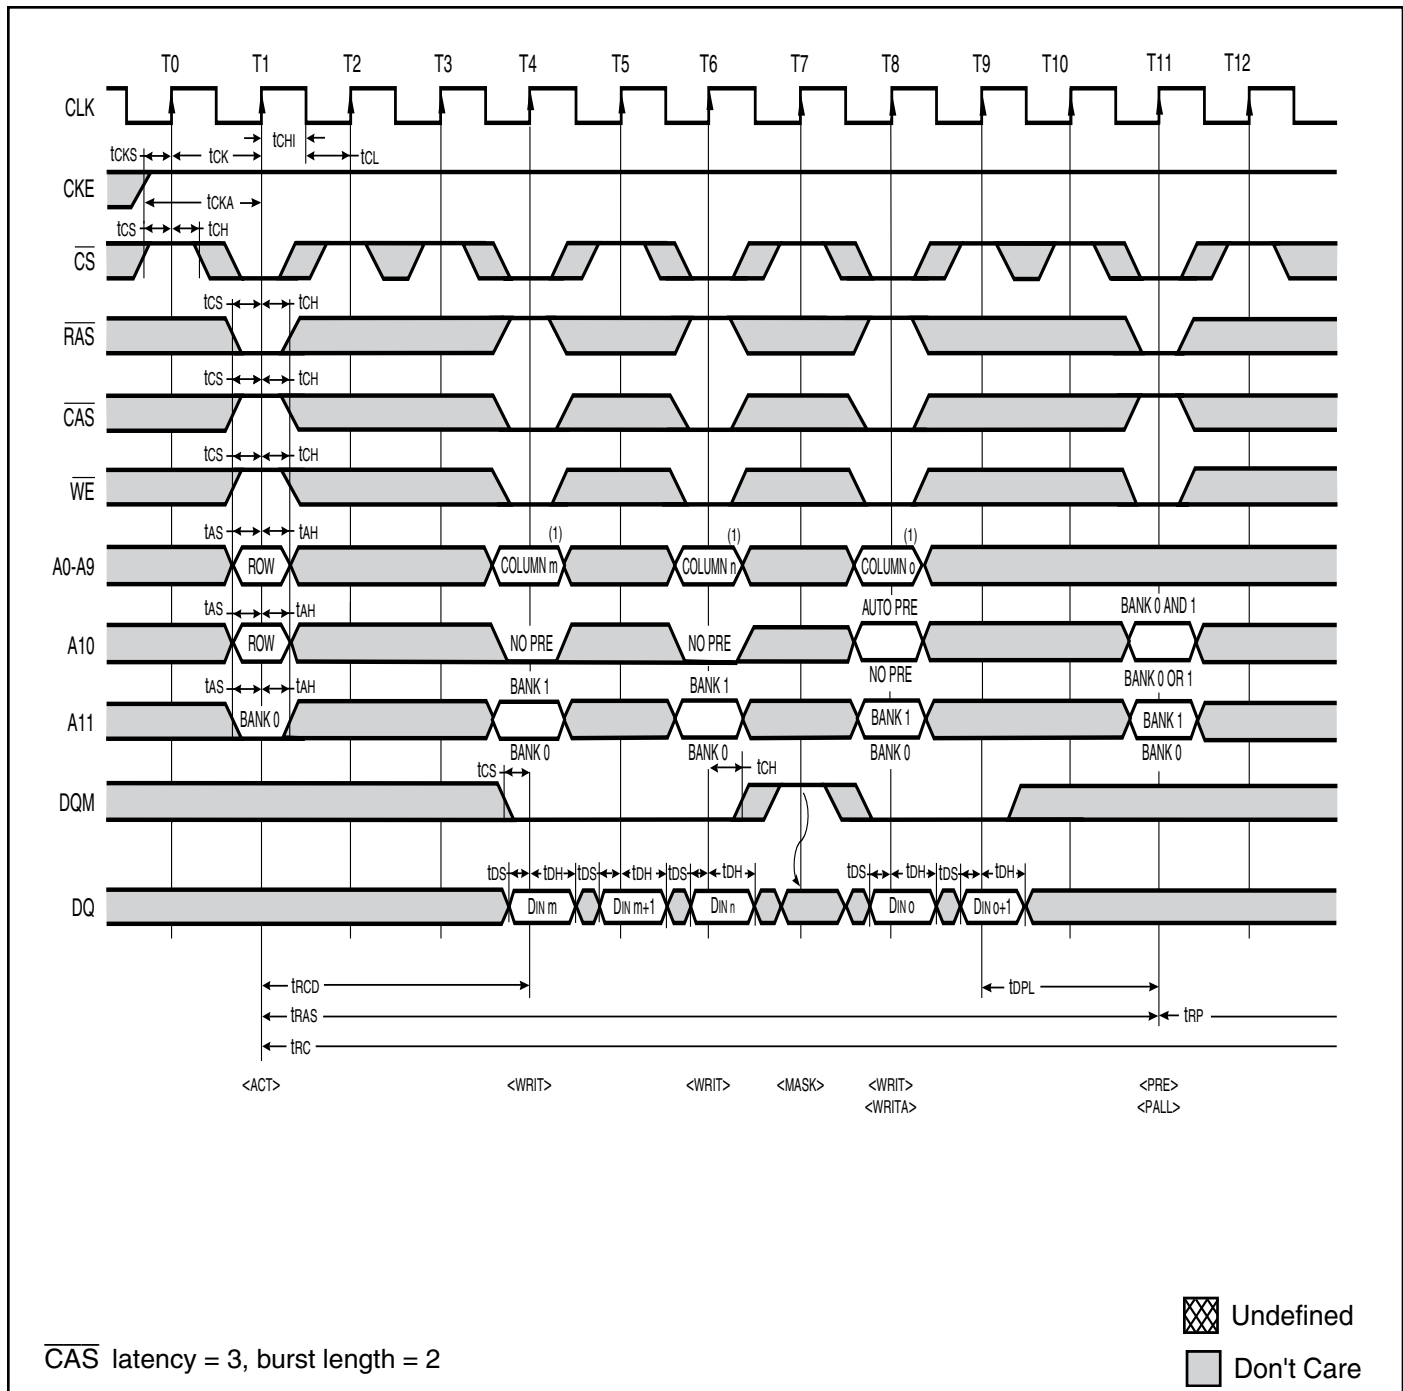 T0 T1 T2 T3 T4 T5 T6 T7 T8 T9 T10 T11 T12
CLK
tCHI
tCKS tCK tCL
CKE
tCKA
tCS tCH
CS
tCS tCH
RAS
tCS tCH
CAS
tCS tCH
WE
tAS tAH (1) (1) (1)
A0-A9 ROW COLUMN m COLUMN n COLUMN o
tAS tAH AUTO PRE BANK 0 AND 1
A10 ROW NO PRE NO PRE
NO PRE BANK 0 OR 1
tAS tAH BANK 1 BANK 1
A11 BANK 0 BANK 1 BANK 1
BANK 0 BANK 0 BANK 0 BANK 0
tCS tCH
DQM
tDS tDH tDS tDH tDS tDH tDS tDH tDS tDH
DQ DIN m DIN m+1 DIN n DIN o DIN o+1
tRCD tDPL
tRAS tRP
tRC
<ACT> <WRIT> <WRIT> <MASK> <WRIT> <PRE>
<WRITA> <PALL>
Undefined
CAS latency = 3, burst length = 2
Don't Care